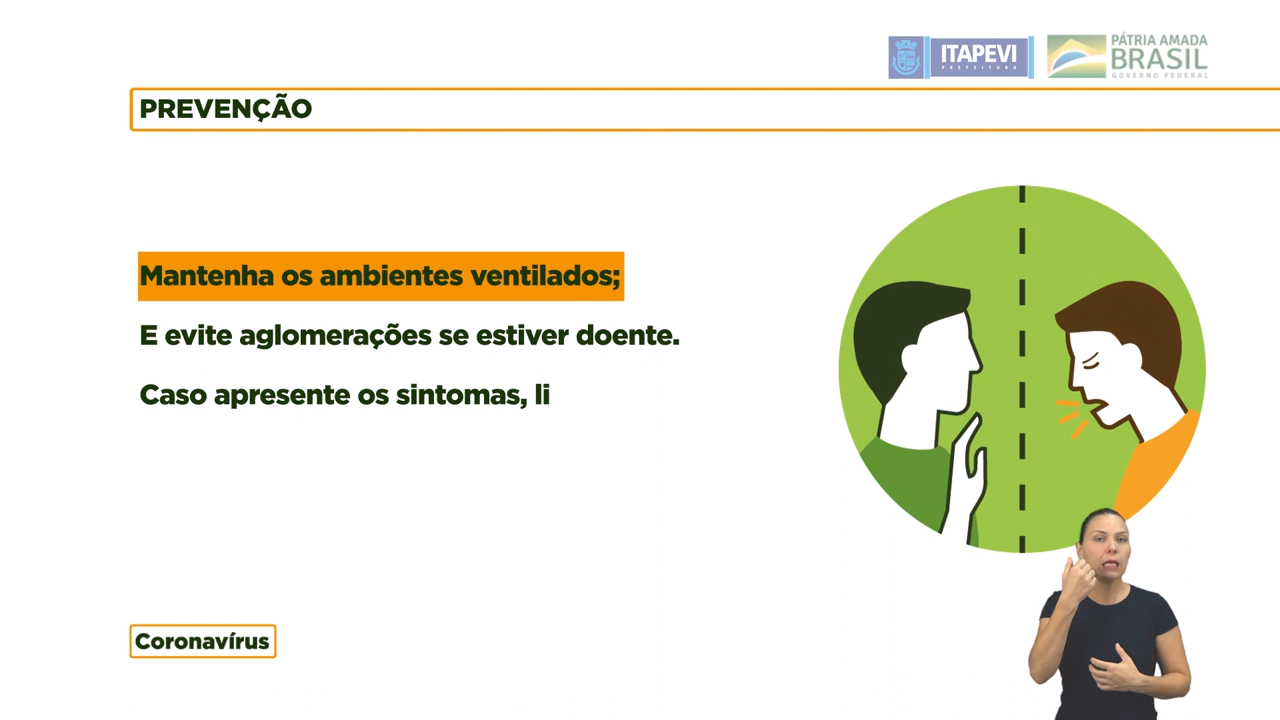 ITAPEVI
PREFEITURA
PÁTRIA AMADA
BRASIL
GOVERNO FEDERAL
PREVENÇÃO
Mantenha os ambientes ventilados;
E evite aglomerações se estiver doente.
Caso apresente os sintomas, li
Coronavírus